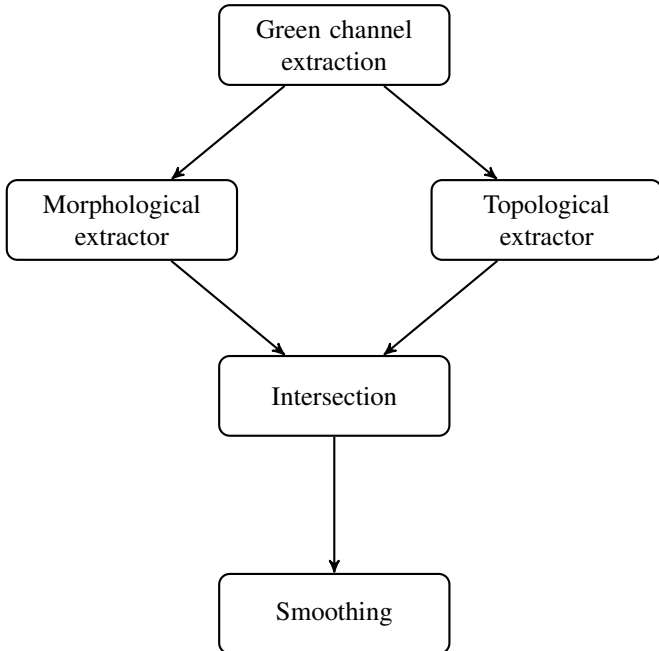 Green channel
extraction
Morphological
extractor
Topological
extractor
Intersection
Smoothing